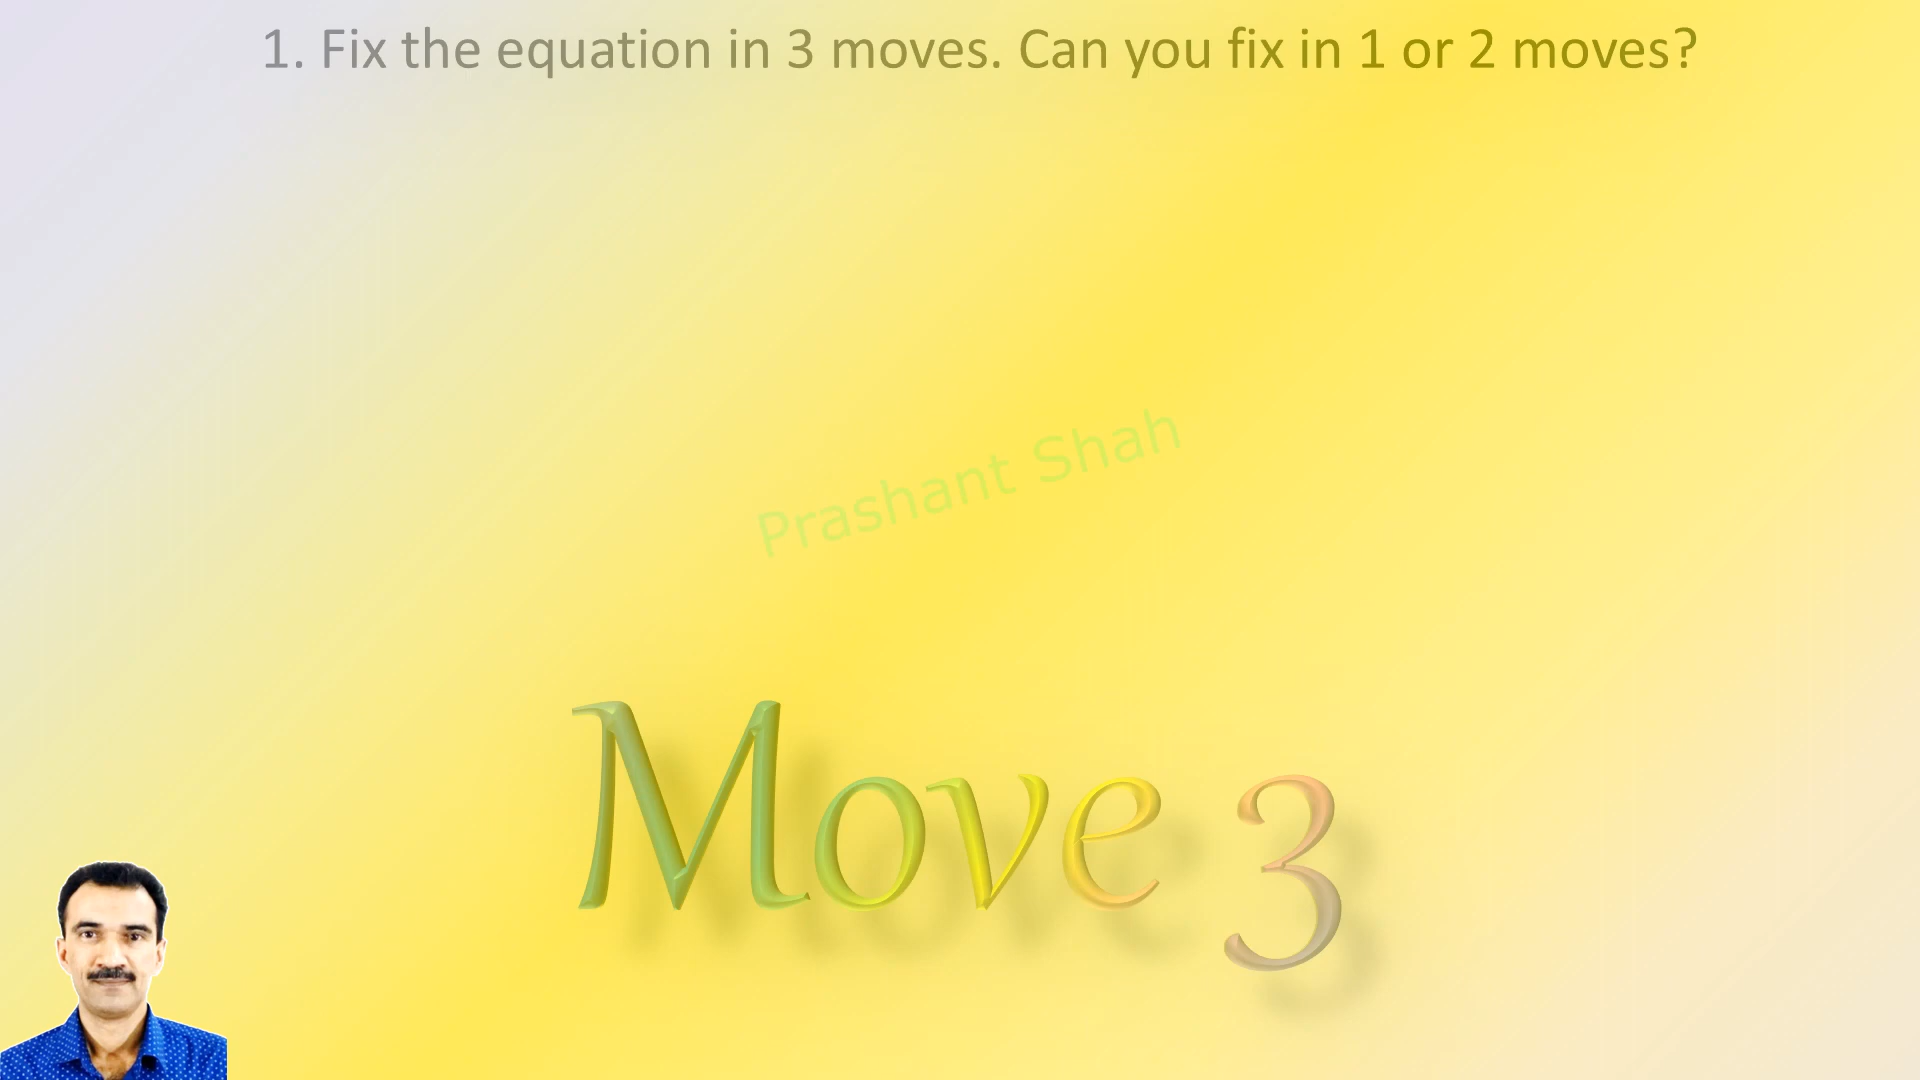 1. Fix the equation in 3 moves. Can you fix in 1 or 2 moves?
Prashant Shah
Move 3